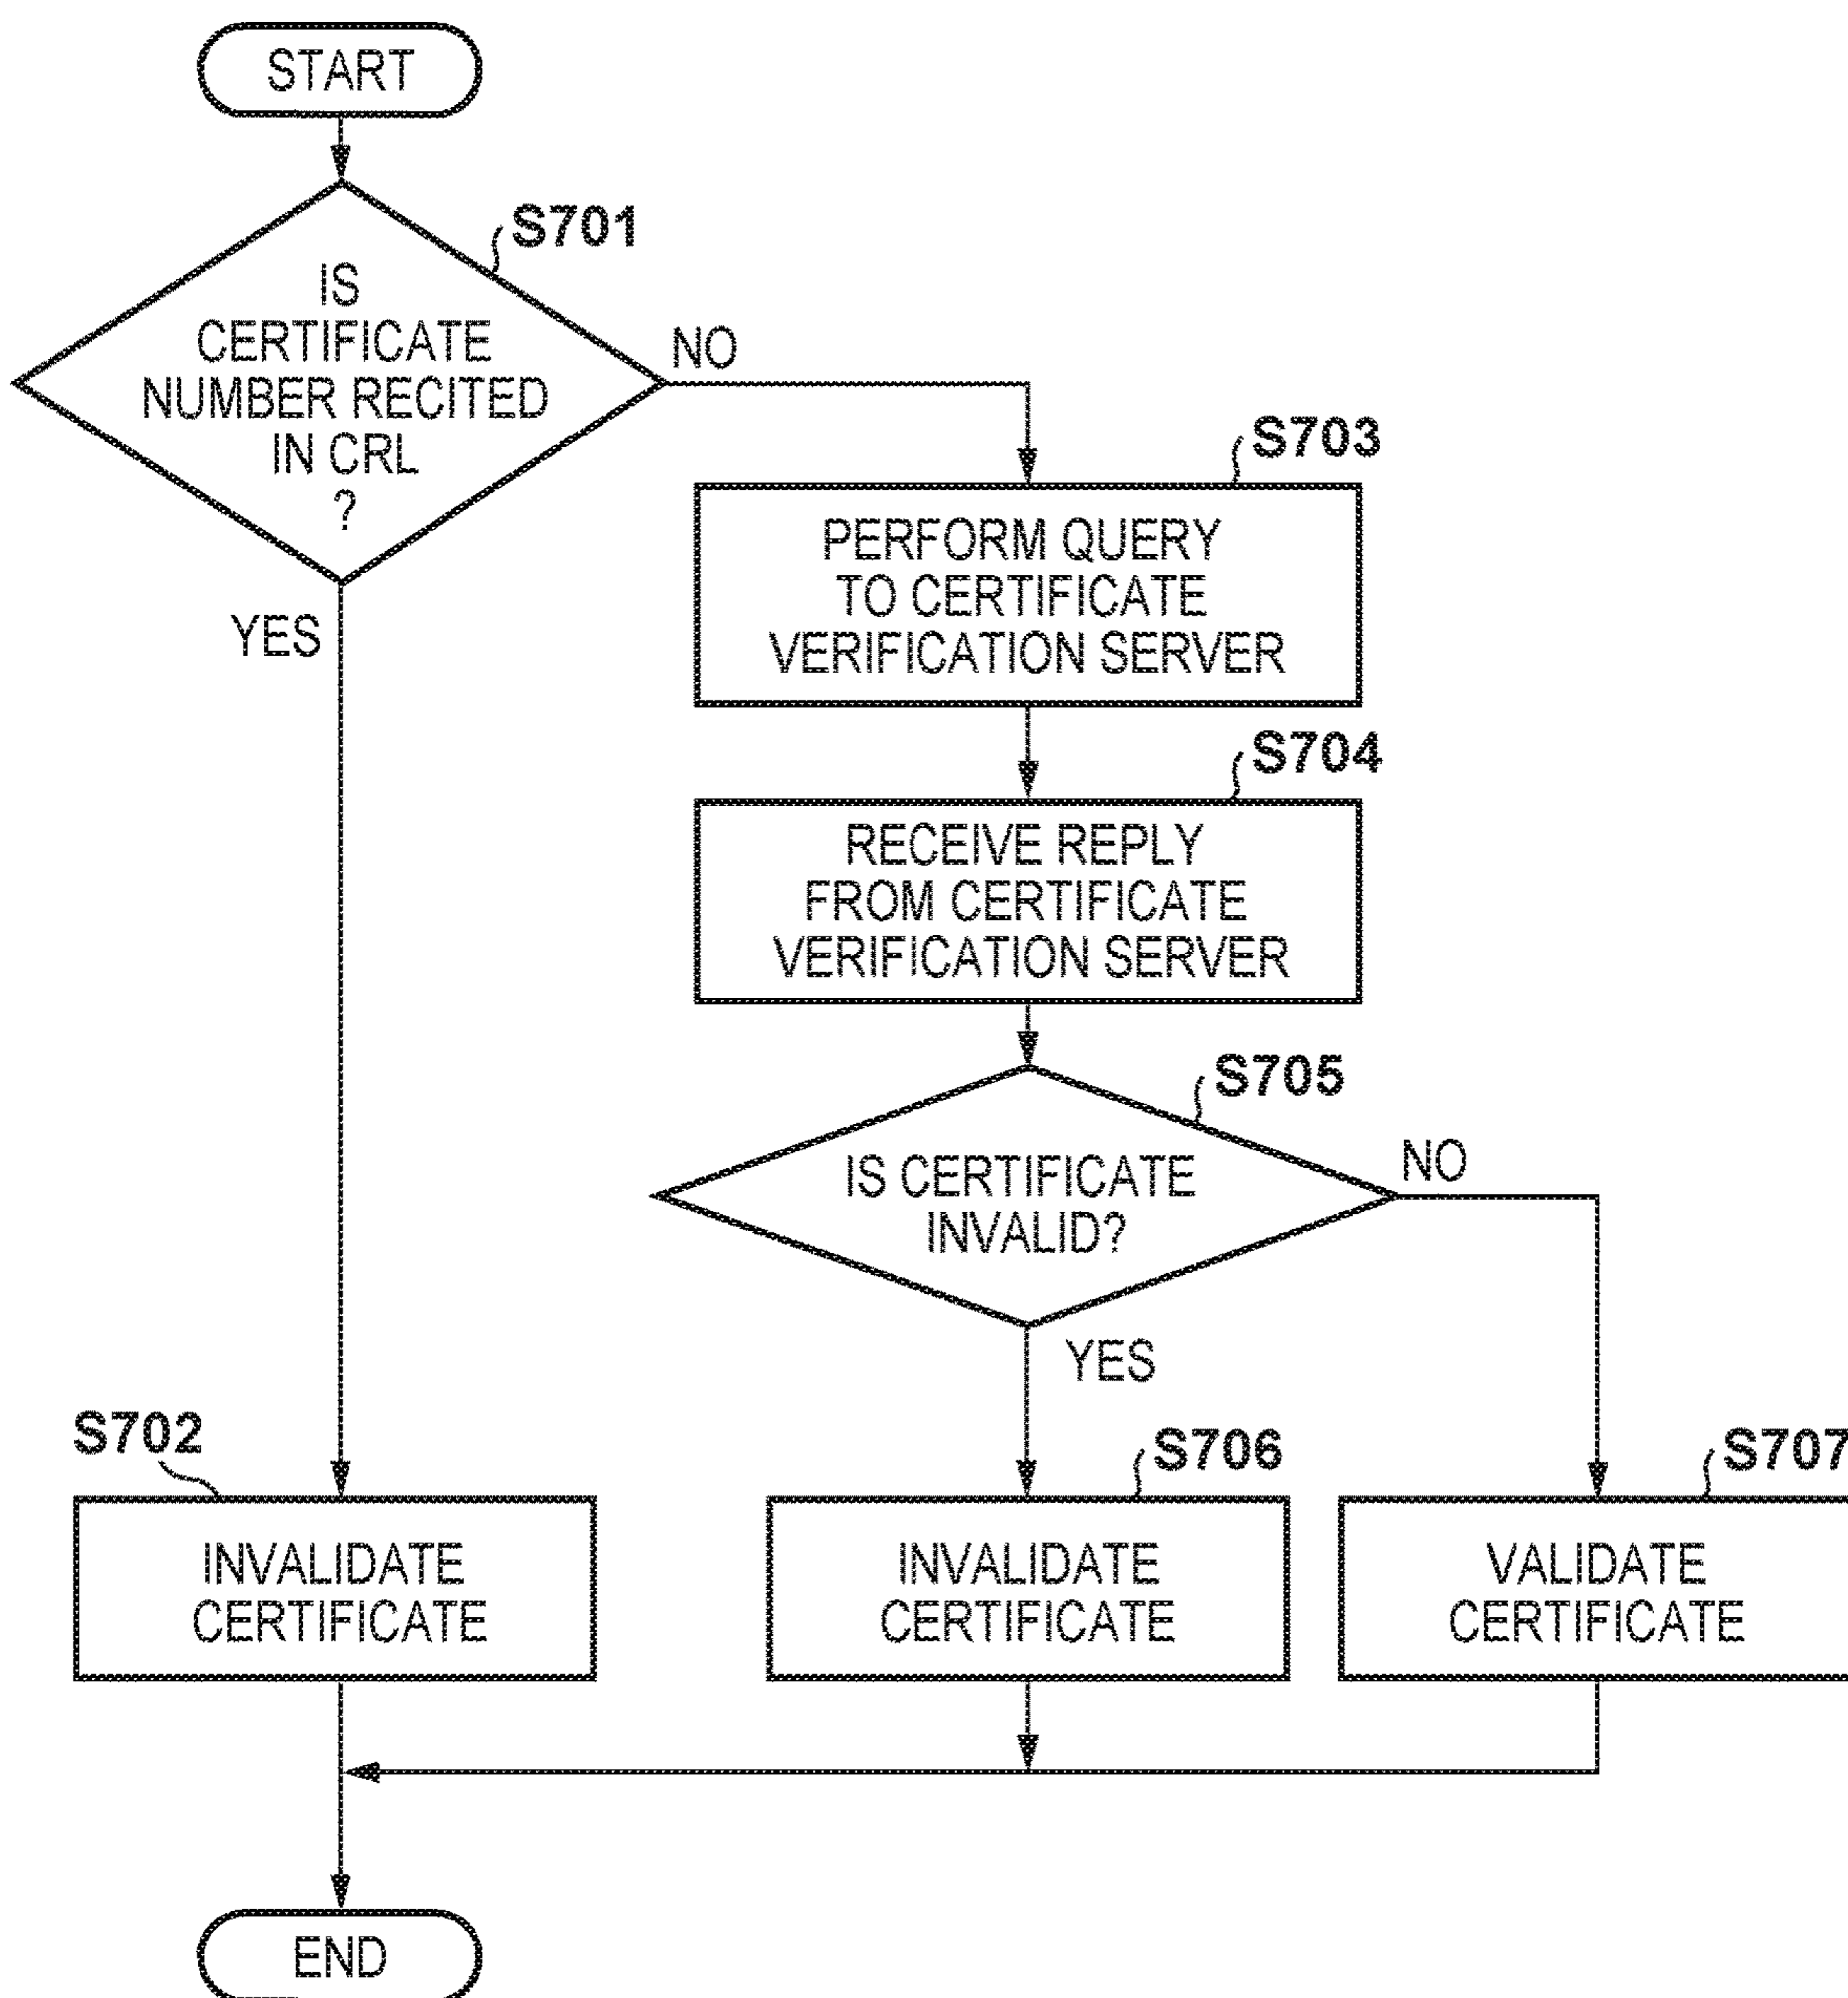 START
S701
IS
CERTIFICATE
NUMBER RECITED
IN CRL
?
NO
YES
S703
PERFORM QUERY
TO CERTIFICATE
VERIFICATION SERVER
S704
RECEIVE REPLY
FROM CERTIFICATE
VERIFICATION SERVER
S705
IS CERTIFICATE
INVALID?
NO
YES
S702
INVALIDATE
CERTIFICATE
S706
INVALIDATE
CERTIFICATE
S707
VALIDATE
CERTIFICATE
END